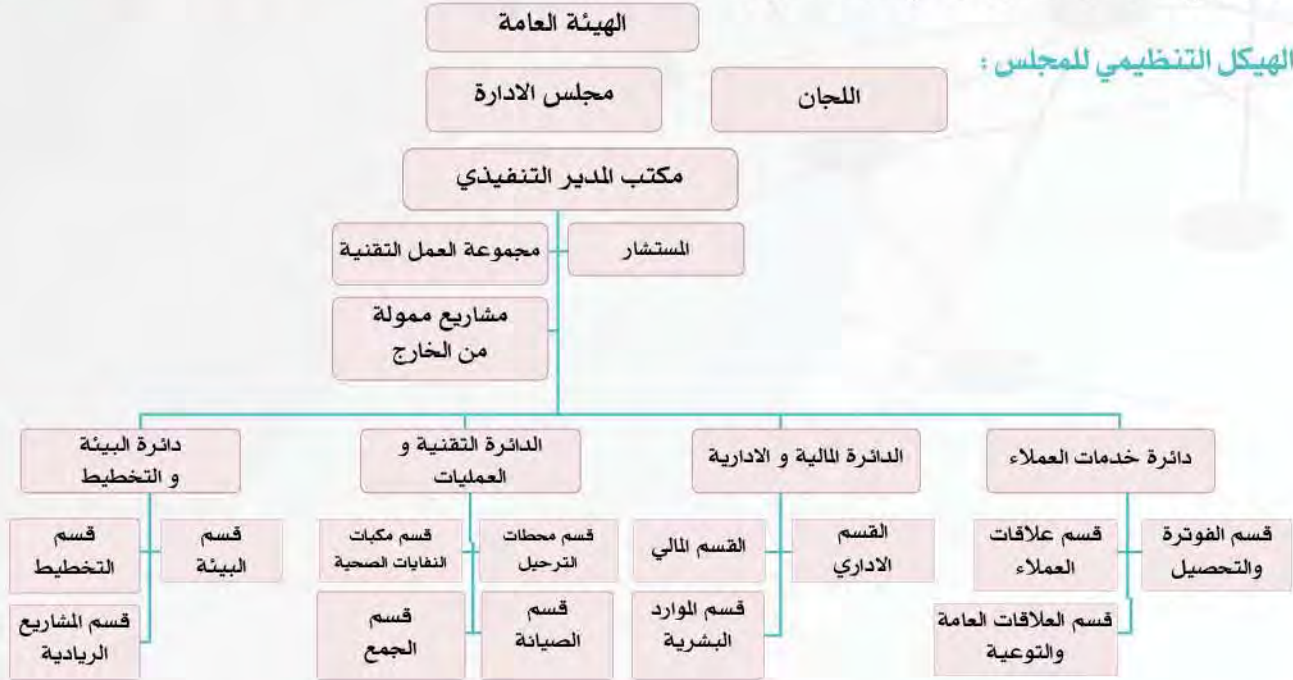 الهيكل التنظيمي للمجلس :
الهيئة العامة
اللجان
مجلس الادارة
مكتب المدير التنفيذي
المستشار
مجموعة العمل التقنية
مشاريع ممولة
من الخارج
دائرة خدمات العملاء
الدائرة المالية و الادارية
الدائرة التقنية و
العمليات
دائرة البيئة
و التخطيط
قسم الفوترة
والتحصيل
قسم علاقات
العملاء
قسم العلاقات العامة
والتوعية
القسم
الاداري
القسم المالي
قسم الموارد
البشرية
قسم محطات
الترحيل
قسم مكبات
النفايات الصحية
قسم
الصيانة
قسم
الجمع
قسم
البيئة
قسم
التخطيط
قسم المشاريع
الريادية